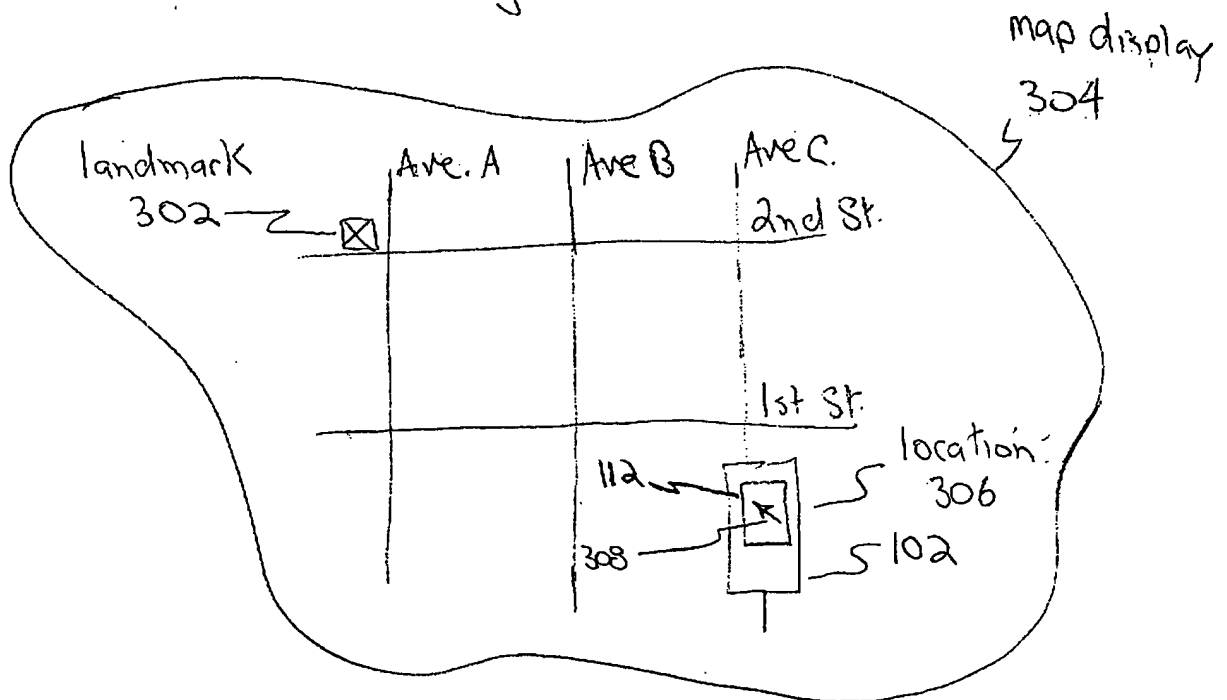 map display
304
landmark
302
Ave. A
Ave B
Ave C.
2nd St.
1st St.
location:
306
112
308
102